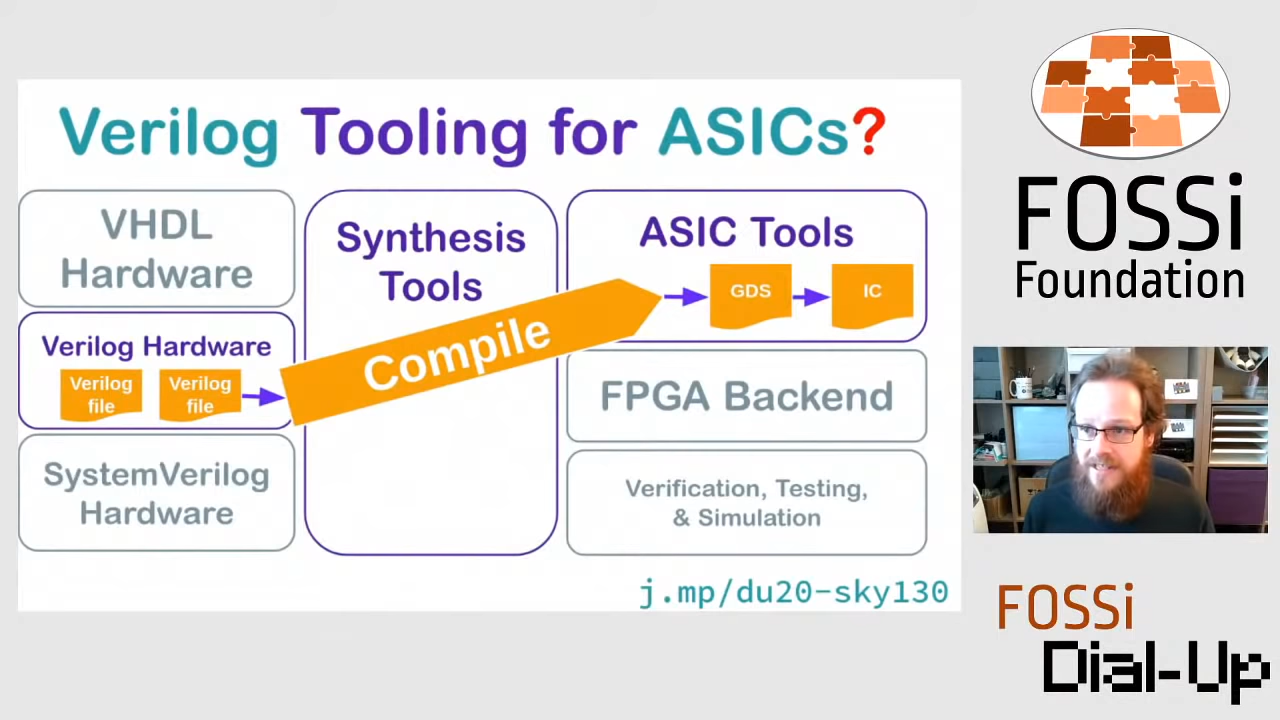 Verilog Tooling for ASICs?
VHDL
Hardware
Verilog Hardware
Verilog
file
Verilog
file
SystemVerilog
Hardware
Synthesis
Tools
Compile
ASIC Tools
GDS
IC
FPGA Backend
Verification, Testing,
& Simulation
j.mp/du20-sky130
FOSSi
Foundation
FOSSi
Dial-Up